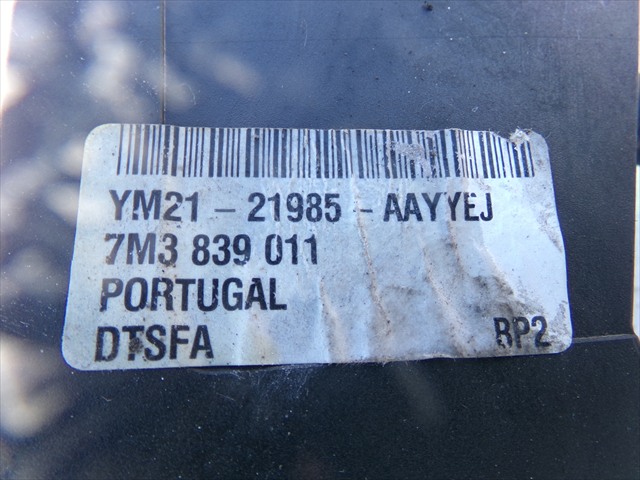 YM21 - 21985 - AAYYEJ
7M3 839 011
PORTUGAL
DTSFA BP2